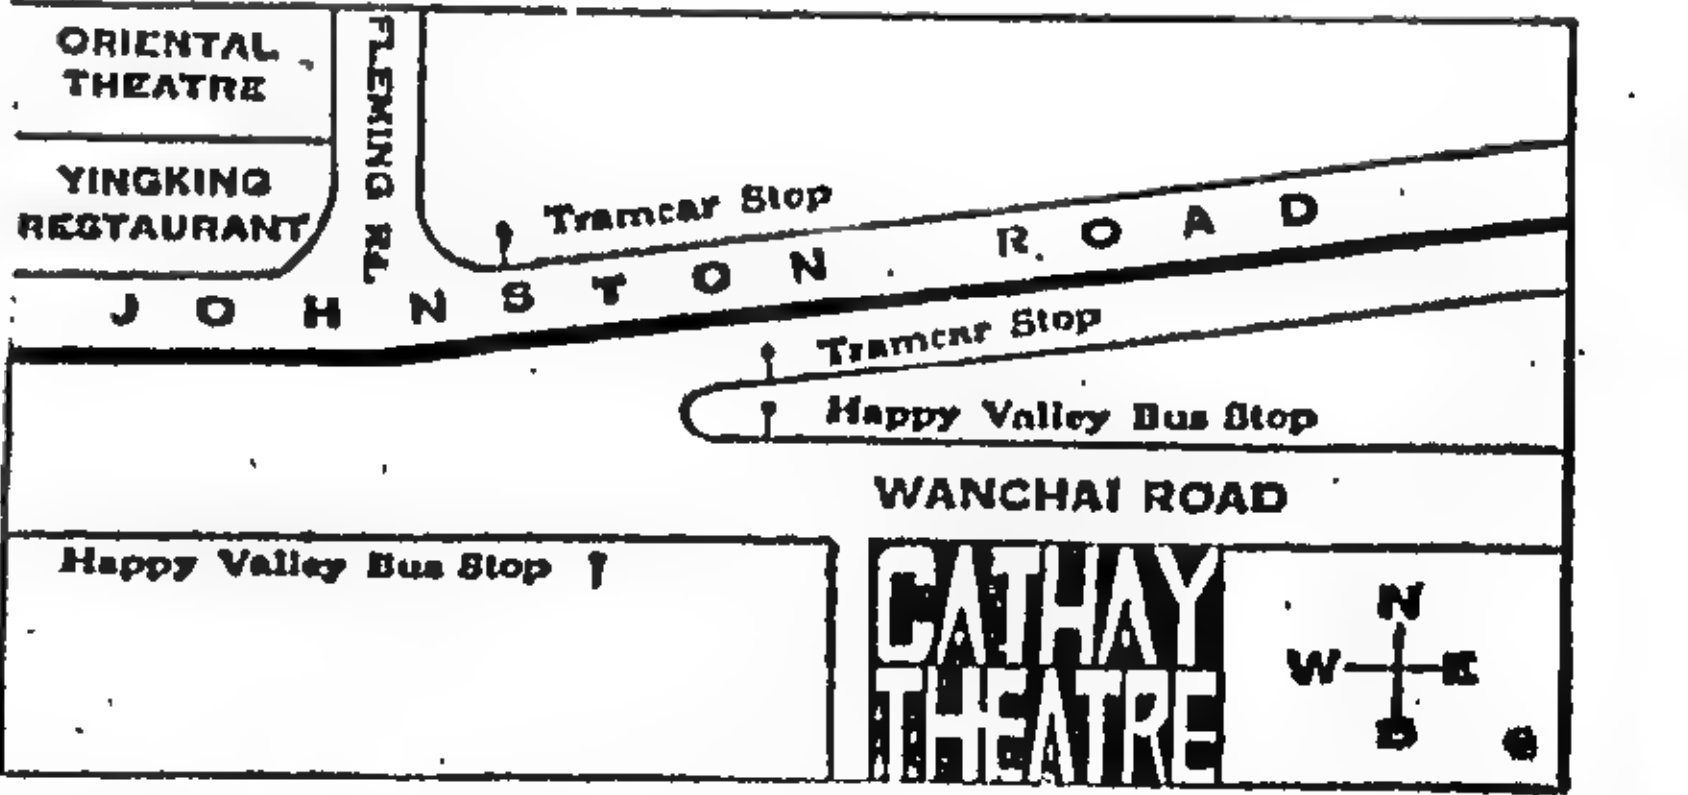 ORIENTAL
THEATRE
FLEMING Rd.
YINGKING
RESTAURANT
Tramcar Stop
JOHNSTON ROAD
Tramcar Stop
Happy Valley Bus Stop
WANCHAI ROAD
Happy Valley Bus Stop
CATHAY
THEATRE
N
W E
S